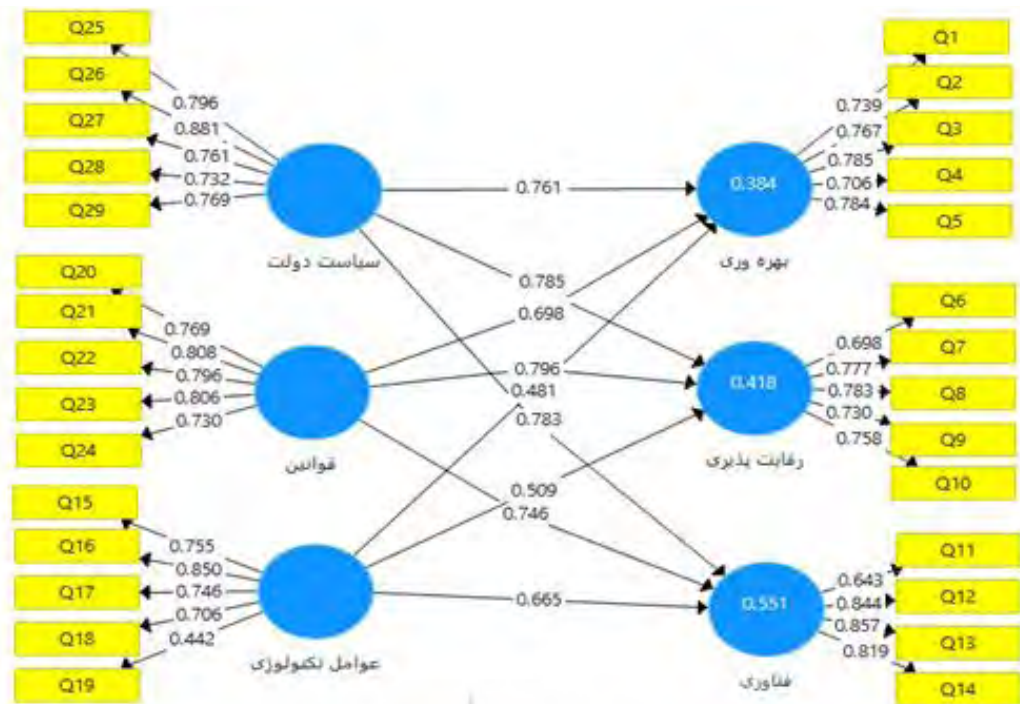 Q25
Q26
Q27
Q28
Q29
0.796
0.881
0.761
0.732
0.769
سیاست دولت
Q20
Q21
Q22
Q23
Q24
0.769
0.808
0.796
0.806
0.730
قوانین
Q15
Q16
Q17
Q18
Q19
0.755
0.850
0.746
0.706
0.442
عوامل تکنولوژی
0.761
0.785
0.698
0.796
0.481
0.783
0.509
0.746
0.665
0.384
بهره وری
0.739
0.767
0.785
0.706
0.784
Q1
Q2
Q3
Q4
Q5
0.418
رقابت پذیری
0.698
0.777
0.783
0.730
0.758
Q6
Q7
Q8
Q9
Q10
0.551
فناوری
0.643
0.844
0.857
0.819
Q11
Q12
Q13
Q14